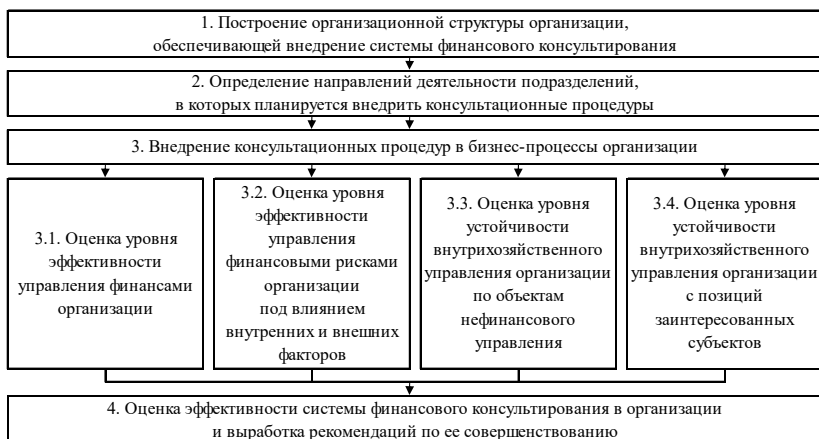 1. Построение организационной структуры организации,
обеспечивающей внедрение системы финансового консультирования
2. Определение направлений деятельности подразделений,
в которых планируется внедрить консультационные процедуры
3. Внедрение консультационных процедур в бизнес-процессы организации
3.1. Оценка уровня
эффективности
управления финансами
организации
3.2. Оценка уровня
эффективности
управления
финансовыми рисками
организации
под влиянием
внутренних и внешних
факторов
3.3. Оценка уровня
устойчивости
внутрихозяйственного
управления организации
по объектам
нефинансового
управления
3.4. Оценка уровня
устойчивости
внутрихозяйственного
управления организации
с позиций
заинтересованных
субъектов
4. Оценка эффективности системы финансового консультирования в организации
и выработка рекомендаций по ее совершенствованию